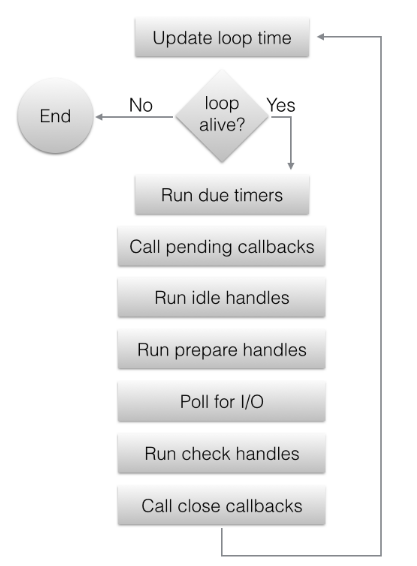 Update loop time
No
loop
alive?
Yes
End
Run due timers
Call pending callbacks
Run idle handles
Run prepare handles
Poll for I/O
Run check handles
Call close callbacks